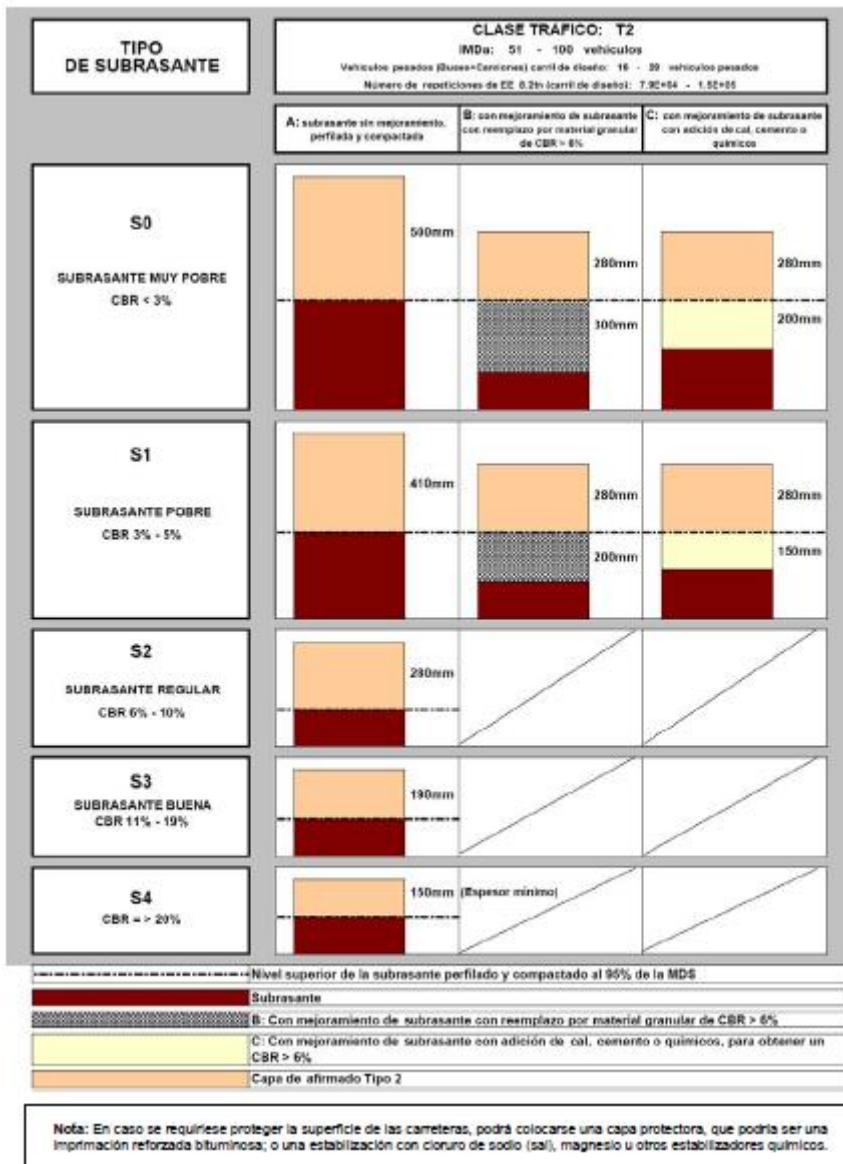 TIPO
DE SUBRASANTE
CLASE TRAFICO: T2
IMDa: 51 - 100 vehiculos
Vehiculos pesados (Buses+Camiones) carril de diseño: 16 - 29 vehiculos pesados
Número de repeticiones de EE 8.2tn (carril de diseño): 7.9E+04 - 1.5E+05
A: subrasante sin mejoramiento,
perfilada y compactada
B: con mejoramiento de subrasante
con reemplazo por material granular
de CBR > 6%
C: con mejoramiento de subrasante
con adición de cal, cemento o
quimicos
S0
SUBRASANTE MUY POBRE
CBR < 3%
500mm
280mm
300mm
280mm
200mm
S1
SUBRASANTE POBRE
CBR 3% - 5%
410mm
280mm
200mm
280mm
150mm
S2
SUBRASANTE REGULAR
CBR 6% - 10%
280mm
S3
SUBRASANTE BUENA
CBR 11% - 19%
190mm
S4
CBR = > 20%
150mm (Espesor mínimo)
Nivel superior de la subrasante perfilado y compactado al 95% de la MDS
Subrasante
B: Con mejoramiento de subrasante con reemplazo por material granular de CBR > 6%
C: Con mejoramiento de subrasante con adición de cal, cemento o quimicos, para obtener un
CBR > 6%
Capa de afirmado Tipo 2
Nota: En caso se requiriese proteger la superficie de las carreteras, podrá colocarse una capa protectora, que podría ser una
imprimación reforzada bituminosa; o una estabilización con cloruro de sodio (sal), magnesio u otros estabilizadores químicos.